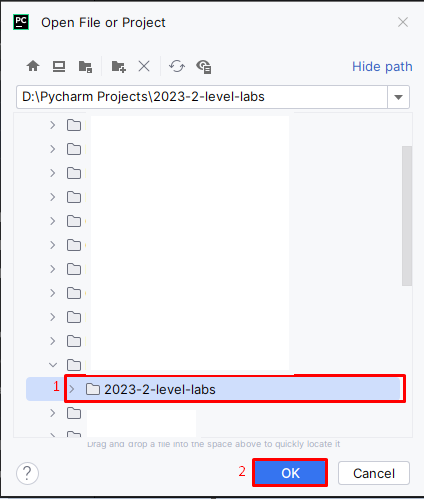 PC Open File or Project
Hide path
D:\Pycharm Projects\2023-2-level-labs
1 2023-2-level-labs
Drag and drop a file into the space above to quickly locate it
? 2 OK Cancel